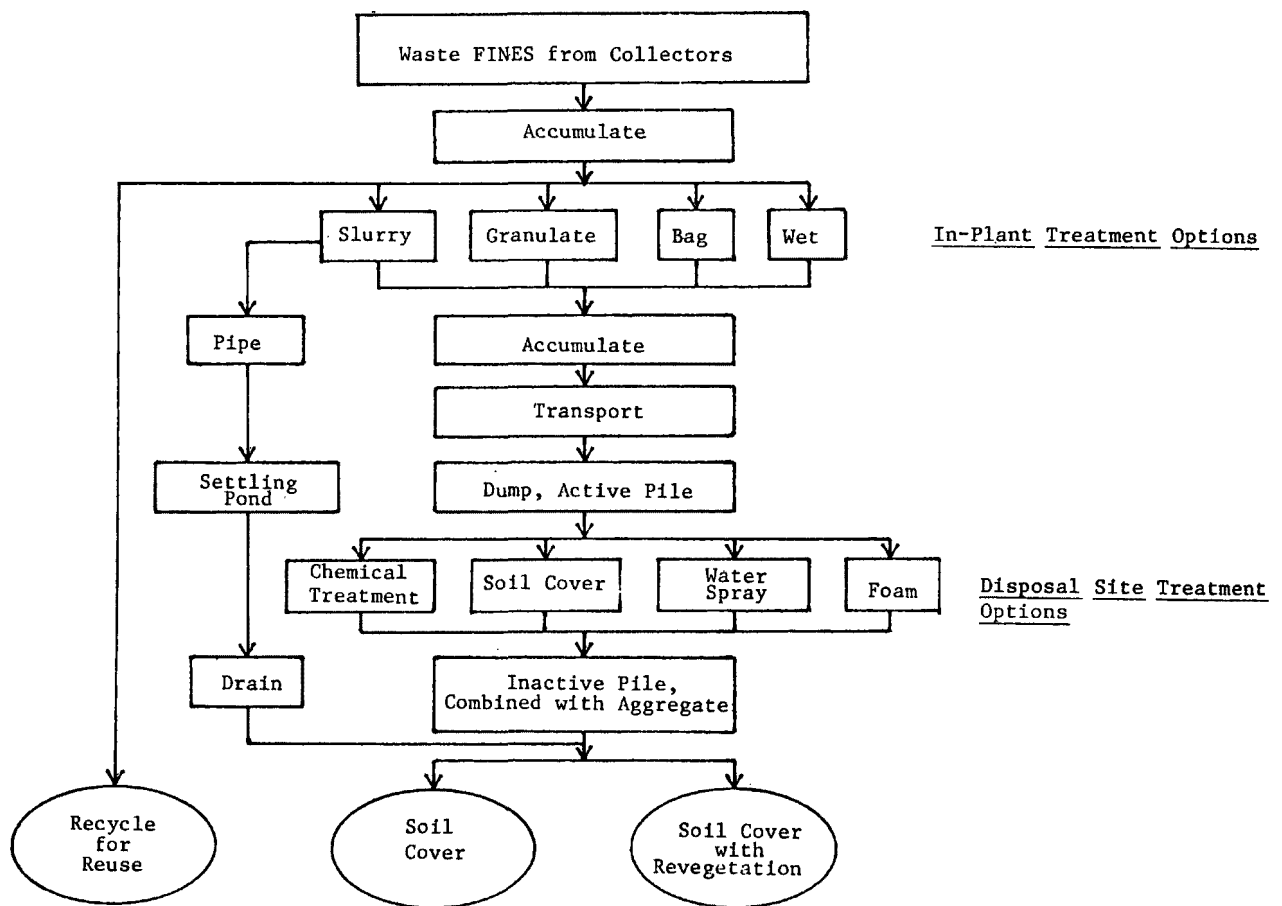 Waste FINES from Collectors
Accumulate
Slurry
Granulate
Bag
Wet
In-Plant Treatment Options
Pipe
Accumulate
Transport
Settling
Pond
Dump, Active Pile
Chemical
Treatment
Soil Cover
Water
Spray
Foam
Disposal Site Treatment
Options
Drain
Inactive Pile,
Combined with Aggregate
Recycle
for
Reuse
Soil
Cover
Soil Cover
with
Revegetation